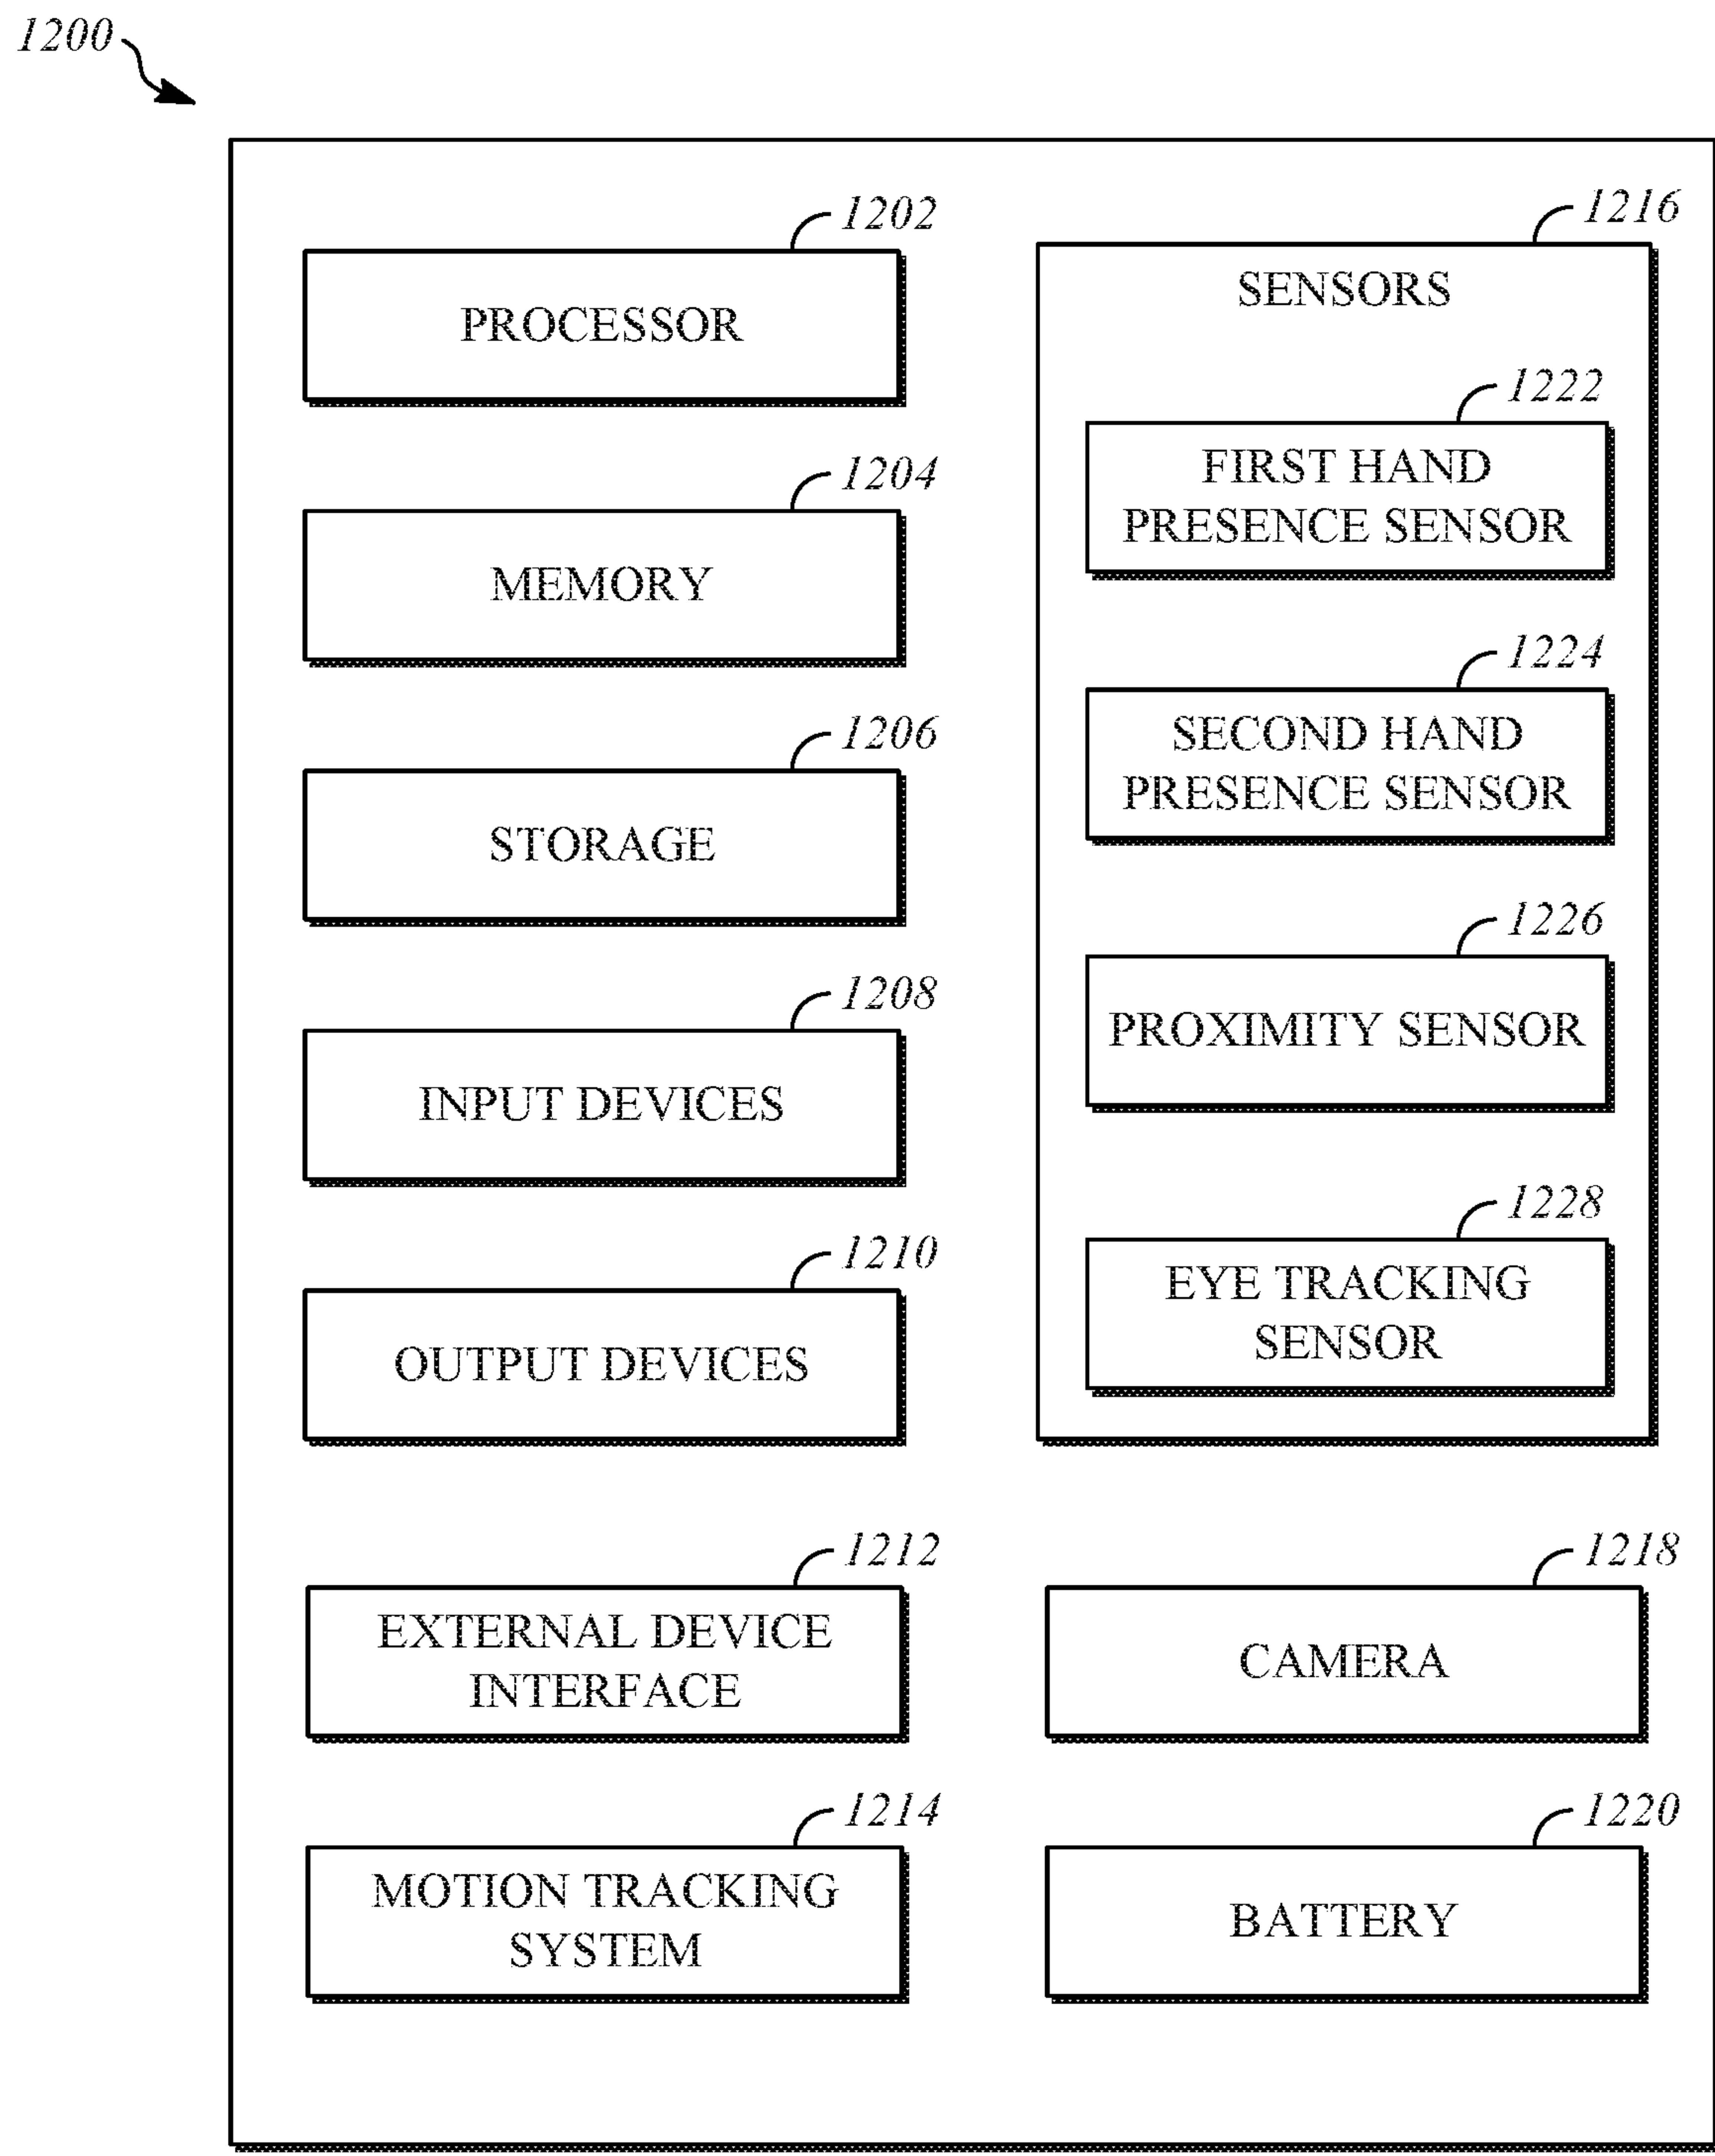 1200
1202
PROCESSOR
1204
MEMORY
1206
STORAGE
1208
INPUT DEVICES
1210
OUTPUT DEVICES
1212
EXTERNAL DEVICE
INTERFACE
1214
MOTION TRACKING
SYSTEM
1216
SENSORS
1222
FIRST HAND
PRESENCE SENSOR
1224
SECOND HAND
PRESENCE SENSOR
1226
PROXIMITY SENSOR
1228
EYE TRACKING
SENSOR
1218
CAMERA
1220
BATTERY